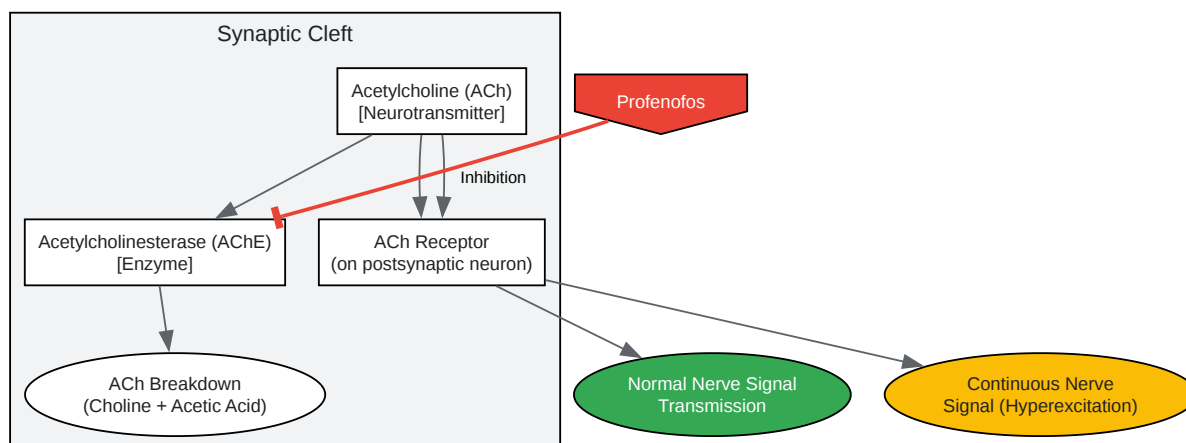 Synaptic Cleft
Acetylcholine (ACh)
[Neurotransmitter]
Profenofos
Inhibition
Acetylcholinesterase (AChE)
[Enzyme]
ACh Receptor
(on postsynaptic neuron)
ACh Breakdown
(Choline + Acetic Acid)
Normal Nerve Signal
Transmission
Continuous Nerve
Signal (Hyperexcitation)